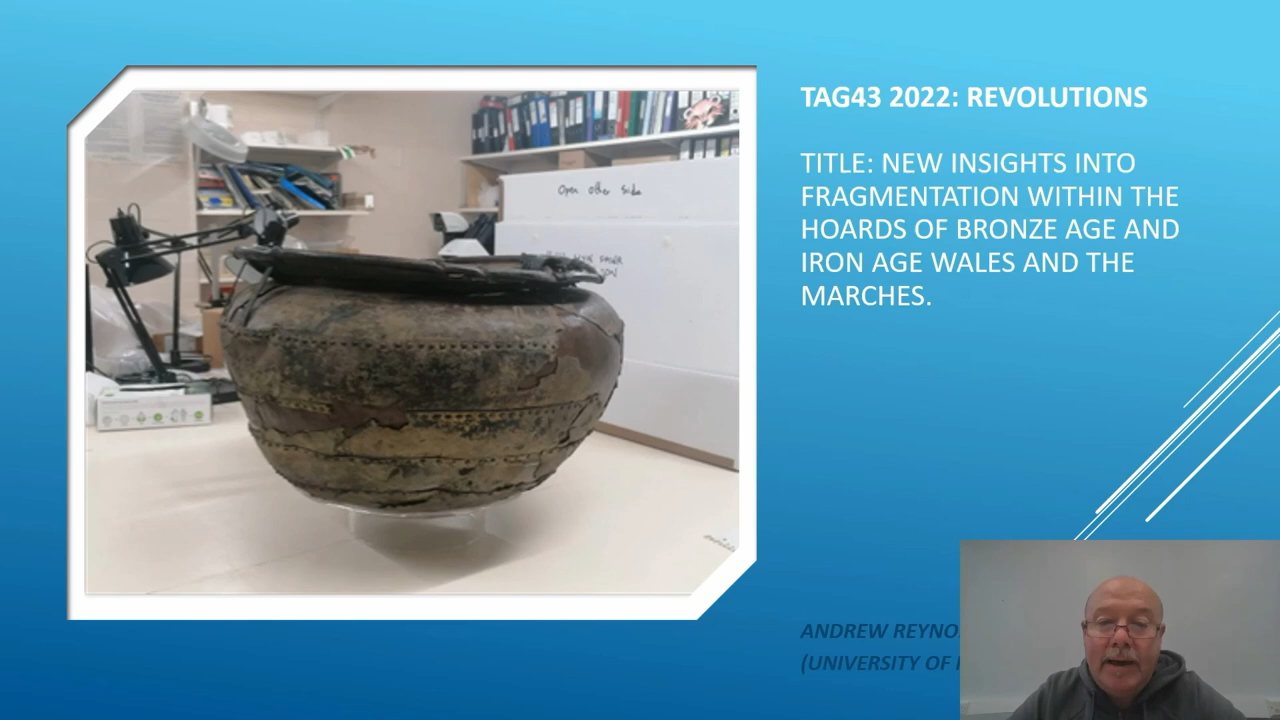 TAG43 2022: REVOLUTIONS
TITLE: NEW INSIGHTS INTO
FRAGMENTATION WITHIN THE
HOARDS OF BRONZE AGE AND
IRON AGE WALES AND THE
MARCHES.
Open other side
ANDREW REYNO
(UNIVERSITY OF